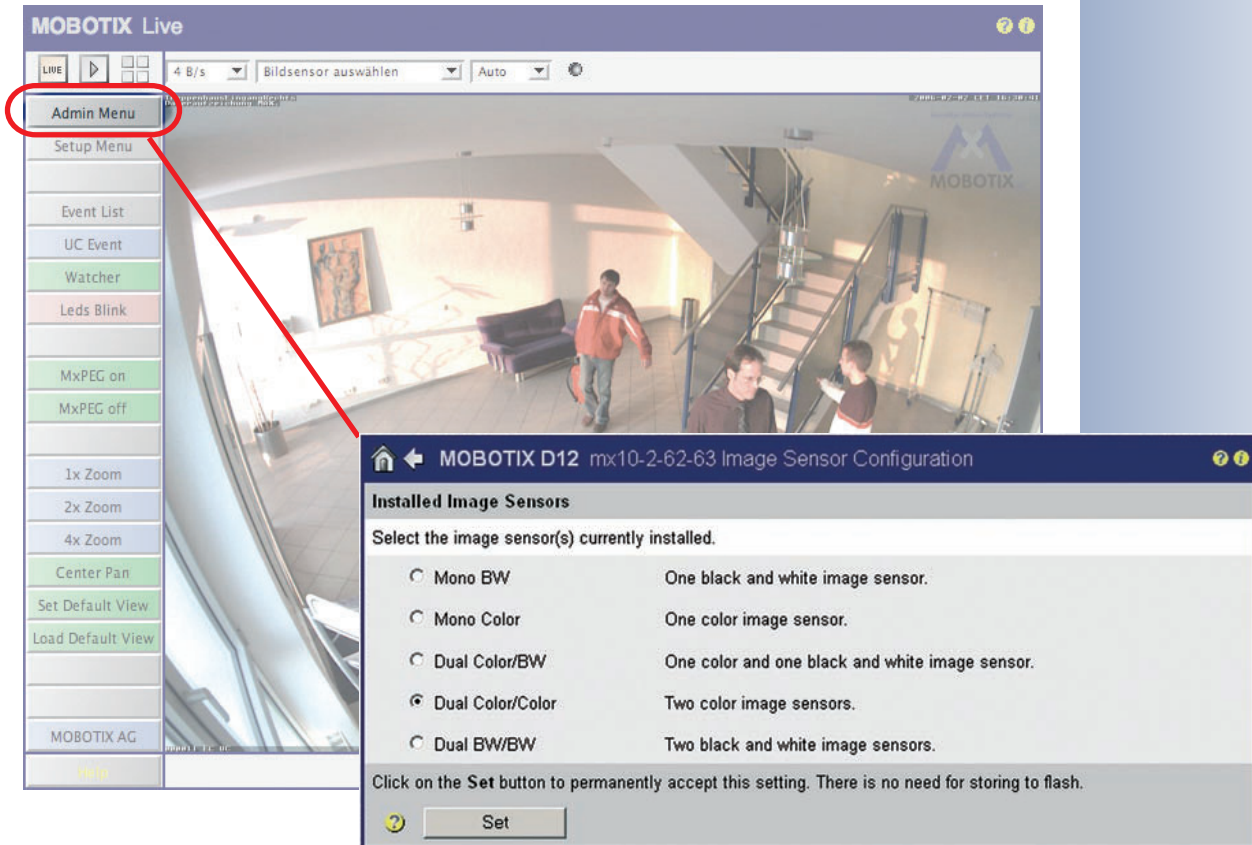 MOBOTIX Live
LIVE
4 B/s
Bildsensor auswählen
Auto
Admin Menu
Setup Menu
Event List
UC Event
Watcher
Leds Blink
MxPEG on
MxPEG off
1x Zoom
2x Zoom
4x Zoom
Center Pan
Set Default View
Load Default View
MOBOTIX AG
Help
MOBOTIX
MOBOTIX D12 mx10-2-62-63 Image Sensor Configuration
Installed Image Sensors
Select the image sensor(s) currently installed.
Mono BW One black and white image sensor.
Mono Color One color image sensor.
Dual Color/BW One color and one black and white image sensor.
Dual Color/Color Two color image sensors.
Dual BW/BW Two black and white image sensors.
Click on the Set button to permanently accept this setting. There is no need for storing to flash.
Set